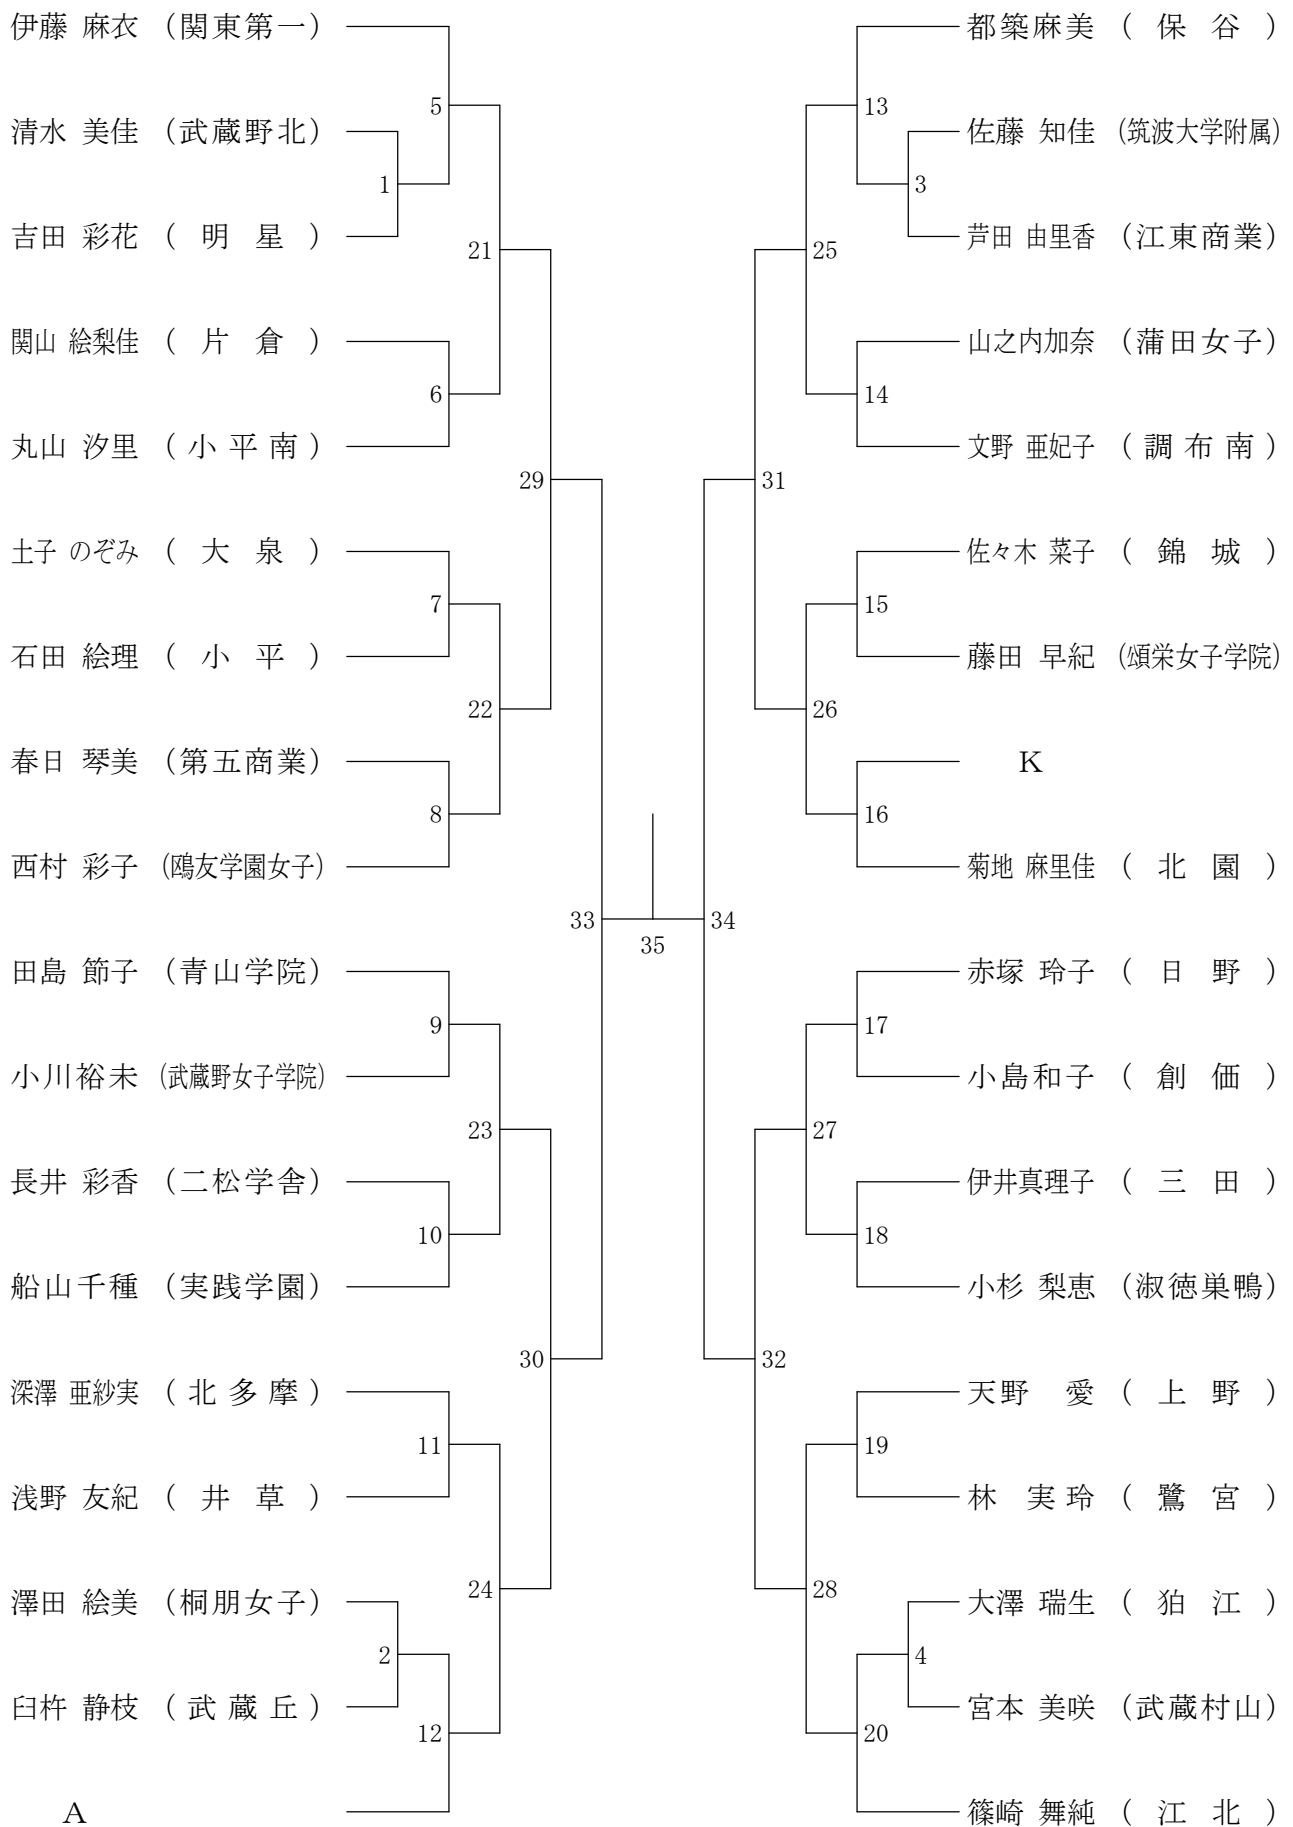 伊藤 麻衣 (関東第一)
清水 美佳 (武蔵野北)
吉田 彩花 ( 明 星 )
関山 絵梨佳 ( 片 倉 )
丸山 汐里 ( 小 平 南 )
土子 のぞみ ( 大 泉 )
石田 絵理 ( 小 平 )
春日 琴美 (第五商業)
西村 彩子 (鴎友学園女子)
田島 節子 (青山学院)
小川裕未 (武蔵野女子学院)
長井 彩香 (二松学舎)
船山千種 (実践学園)
深澤 亜紗実 ( 北 多 摩 )
浅野 友紀 ( 井 草 )
澤田 絵美 (桐朋女子)
臼杵 静枝 ( 武 蔵 丘 )
A
1
2
5
6
7
8
9
10
11
12
21
22
23
24
29
30
33
35
34
31
32
25
26
27
28
13
14
15
16
17
18
19
20
3
4
都築麻美 ( 保 谷 )
佐藤 知佳 (筑波大学附属)
芦田 由里香 (江東商業)
山之内加奈 (蒲田女子)
文野 亜妃子 ( 調 布 南 )
佐々木 菜子 ( 錦 城 )
藤田 早紀 (頌栄女子学院)
K
菊地 麻里佳 ( 北 園 )
赤塚 玲子 ( 日 野 )
小島和子 ( 創 価 )
伊井真理子 ( 三 田 )
小杉 梨恵 (淑徳巣鴨)
天野 愛 ( 上 野 )
林 実 玲 ( 鷺 宮 )
大澤 瑞生 ( 狛 江 )
宮本 美咲 (武蔵村山)
篠崎 舞純 ( 江 北 )